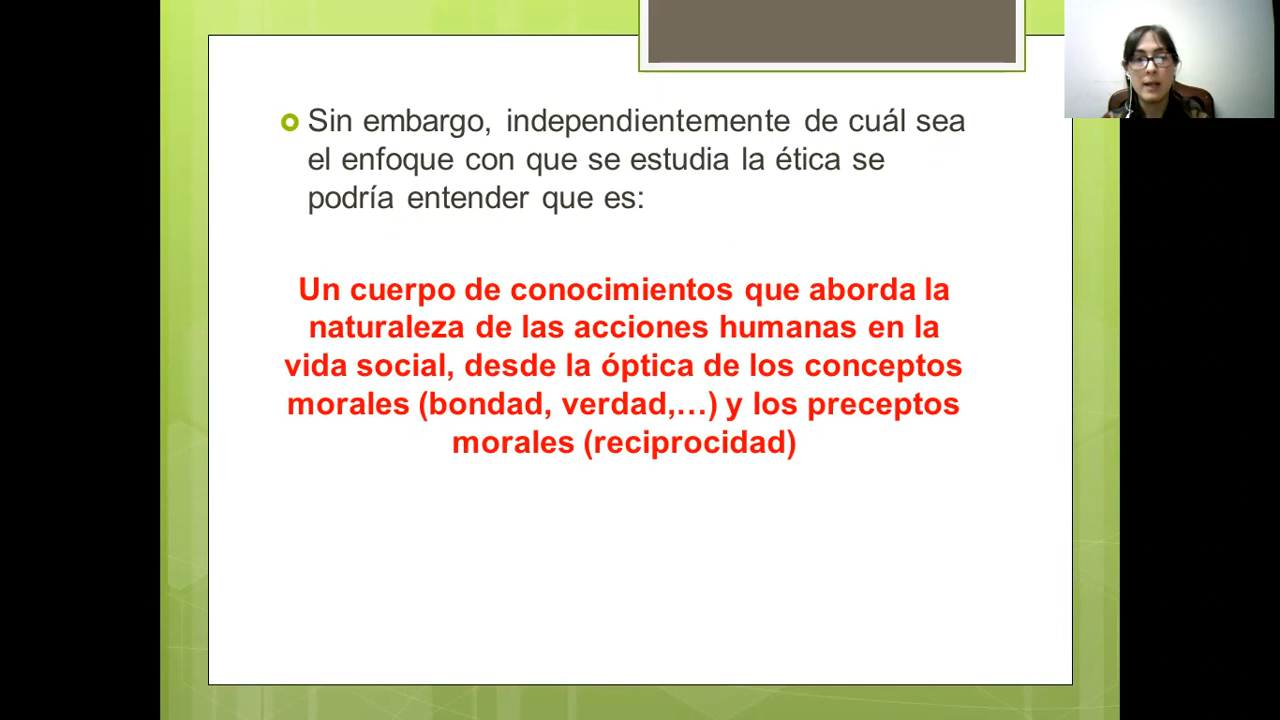 Sin embargo, independientemente de cuál sea
el enfoque con que se estudia la ética se
podría entender que es:
Un cuerpo de conocimientos que aborda la
naturaleza de las acciones humanas en la
vida social, desde la óptica de los conceptos
morales (bondad, verdad,…) y los preceptos
morales (reciprocidad)